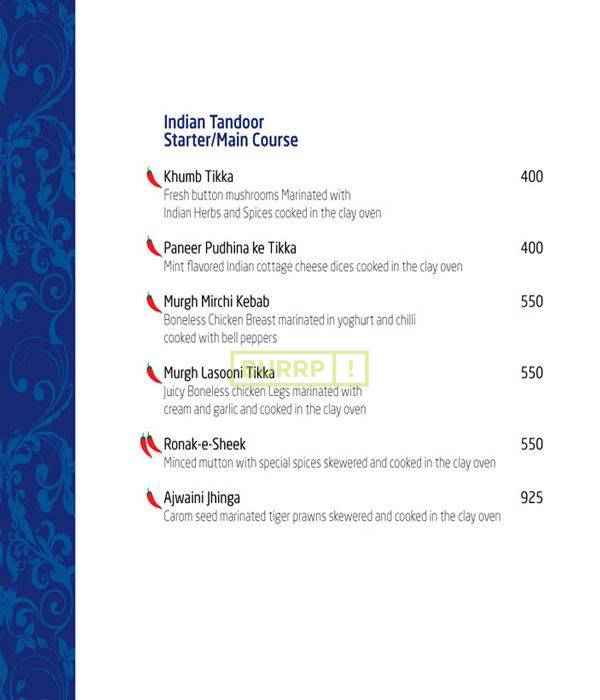 Indian Tandoor
Starter/Main Course
Khumb Tikka 400
Fresh button mushrooms Marinated with
Indian Herbs and Spices cooked in the clay oven
Paneer Pudhina ke Tikka 400
Mint flavored Indian cottage cheese dices cooked in the clay oven
Murgh Mirchi Kebab 550
Boneless Chicken Breast marinated in yoghurt and chilli
cooked with bell peppers
BURRP!
Murgh Lasooni Tikka 550
Juicy Boneless chicken Legs marinated with
cream and garlic and cooked in the clay oven
Ronak-e-Sheek 550
Minced mutton with special spices skewered and cooked in the clay oven
Ajwaini Jhinga 925
Carom seed marinated tiger prawns skewered and cooked in the clay oven